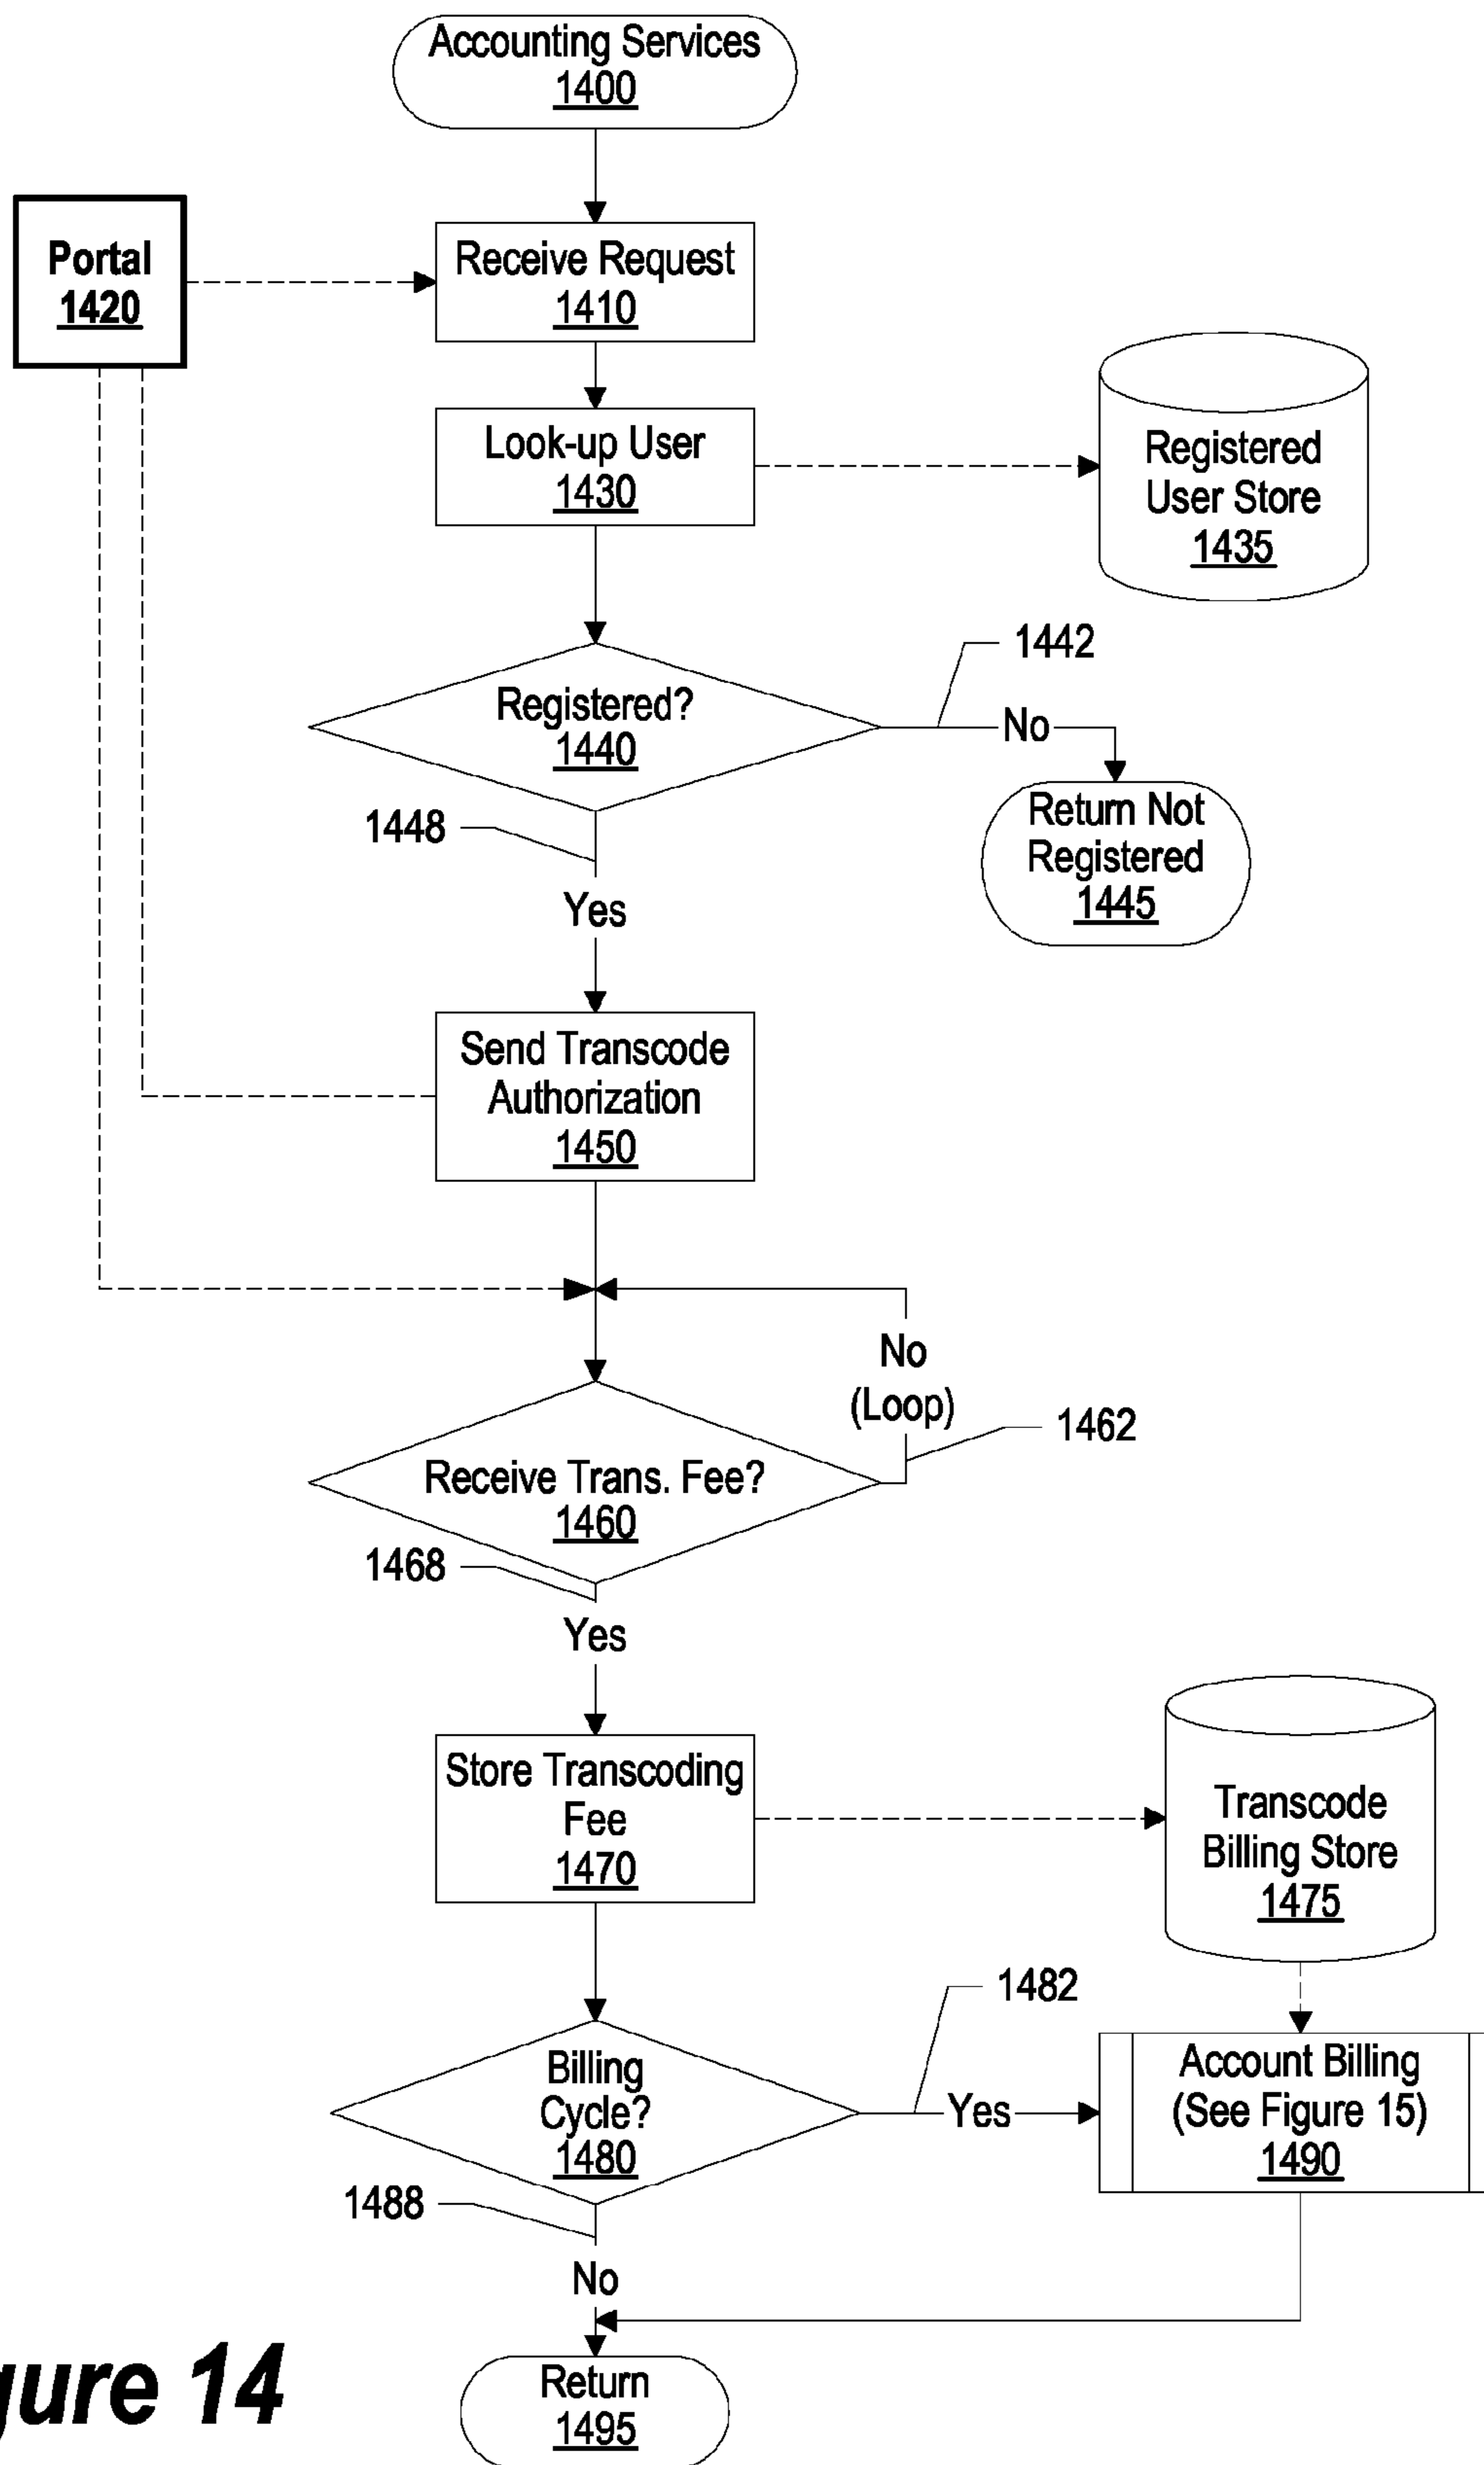 Accounting Services
1400
Portal
1420
Receive Request
1410
Look-up User
1430
Registered
User Store
1435
1442
Registered?
1440
No
Return Not
Registered
1445
1448
Yes
Send Transcode
Authorization
1450
No
(Loop)
1462
Receive Trans. Fee?
1460
1468
Yes
Store Transcoding
Fee
1470
Transcode
Billing Store
1475
1482
Billing
Cycle?
1480
Yes
Account Billing
(See Figure 15)
1490
1488
No
gure 14
Return
1495